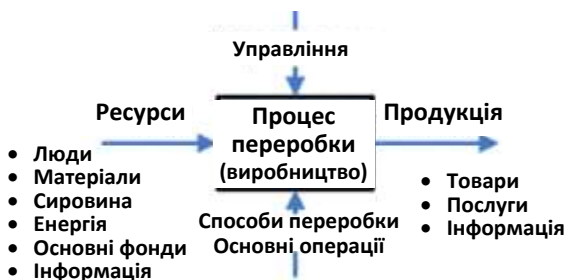 Управління
Ресурси
Процес
переробки
(виробництво)
Продукція
• Люди
• Матеріали
• Сировина
• Енергія
• Основні фонди
• Інформація
Способи переробки
Основні операції
• Товари
• Послуги
• Інформація